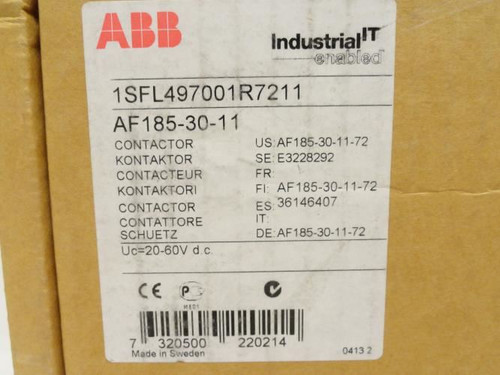 ABB
Industrial IT
enabled
1SFL497001R7211
AF185-30-11
CONTACTOR US: AF185-30-11-72
KONTAKTOR SE: E3228292
CONTACTEUR FR:
KONTAKTORI FI: AF185-30-11-72
CONTACTOR ES: 36146407
CONTATTORE IT:
SCHUETZ DE: AF185-30-11-72
Uc=20-60V d.c.
CE
7 320500 220214
Made in Sweden
0413 2